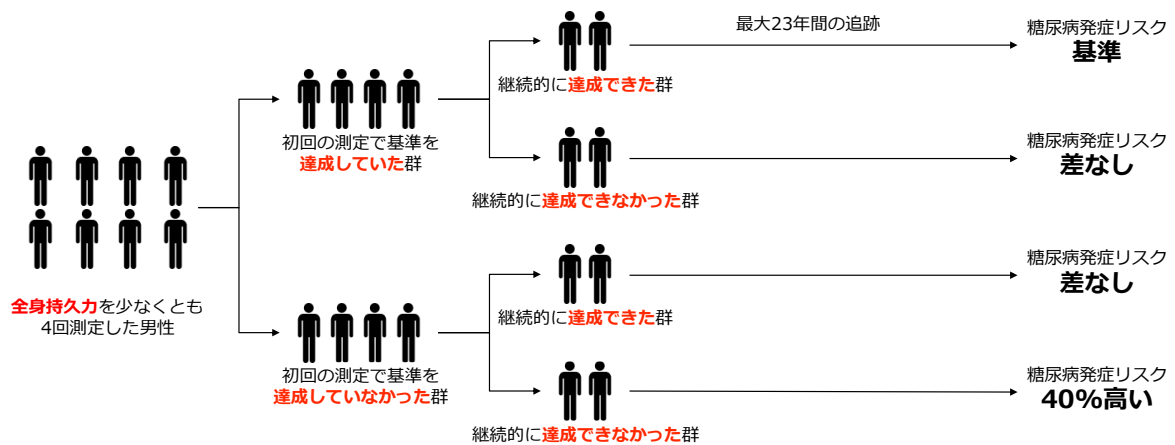 全身持久力を少なくとも
4回測定した男性
初回の測定で基準を
達成していた群
初回の測定で基準を
達成していなかった群
継続的に達成できた群
継続的に達成できなかった群
継続的に達成できた群
継続的に達成できなかった群
最大23年間の追跡
糖尿病発症リスク
基準
糖尿病発症リスク
差なし
糖尿病発症リスク
差なし
糖尿病発症リスク
40%高い